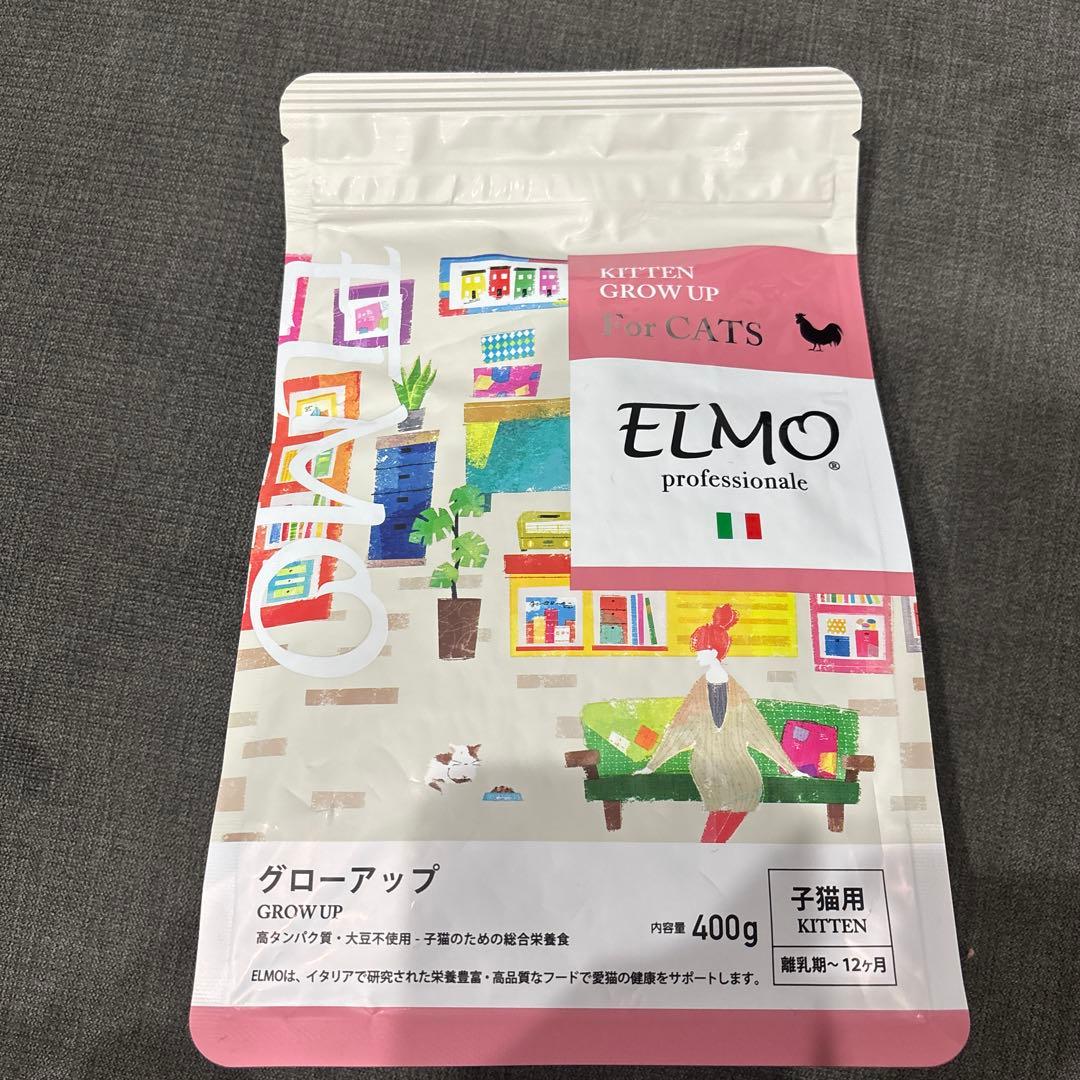 ELMO
KITTEN
GROW UP
For CATS
ELMO®
professionale
グローアップ
GROW UP
高タンパク質・大豆不使用 - 子猫のための総合栄養食
内容量 400g
子猫用
KITTEN
離乳期～12ヶ月
ELMOは、イタリアで研究された栄養豊富・高品質なフードで愛猫の健康をサポートします。